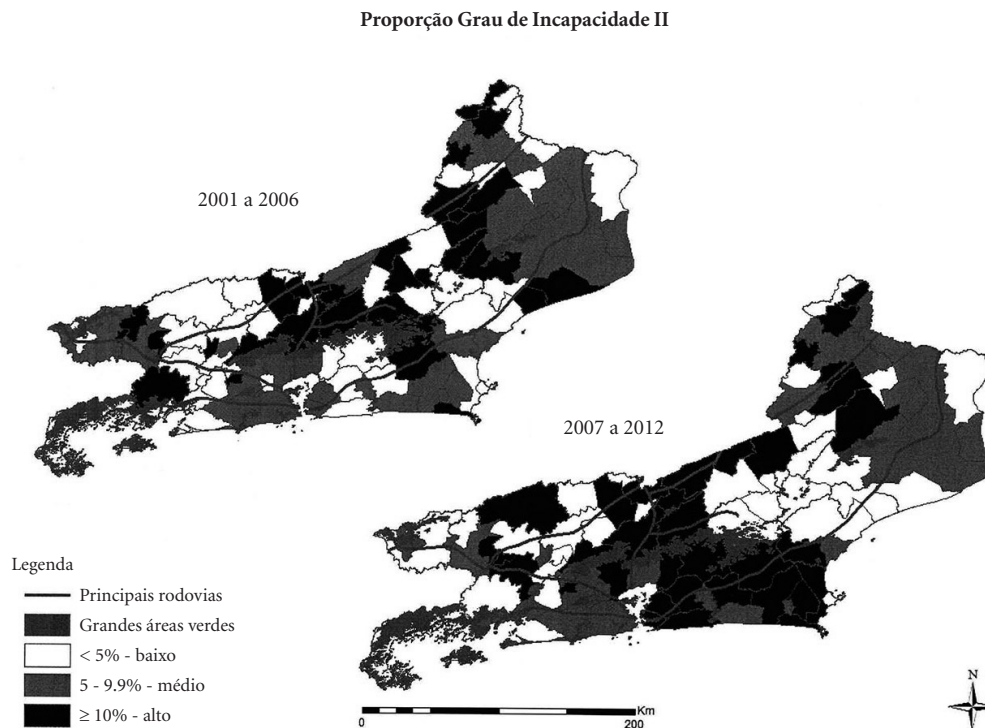 Proporção Grau de Incapacidade II
2001 a 2006
2007 a 2012
Legenda
Principais rodovias
Grandes áreas verdes
< 5% - baixo
5 - 9.9% - médio
≥ 10% - alto
Km
0
200
N